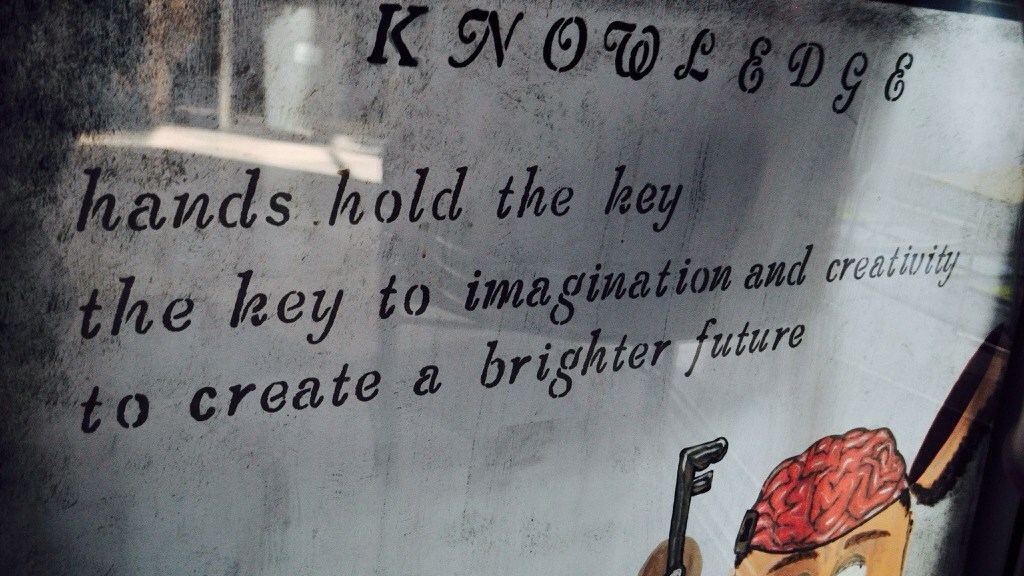 KNOWLEDGE
hands hold the key
the key to imagination and creativity
to create a brighter future